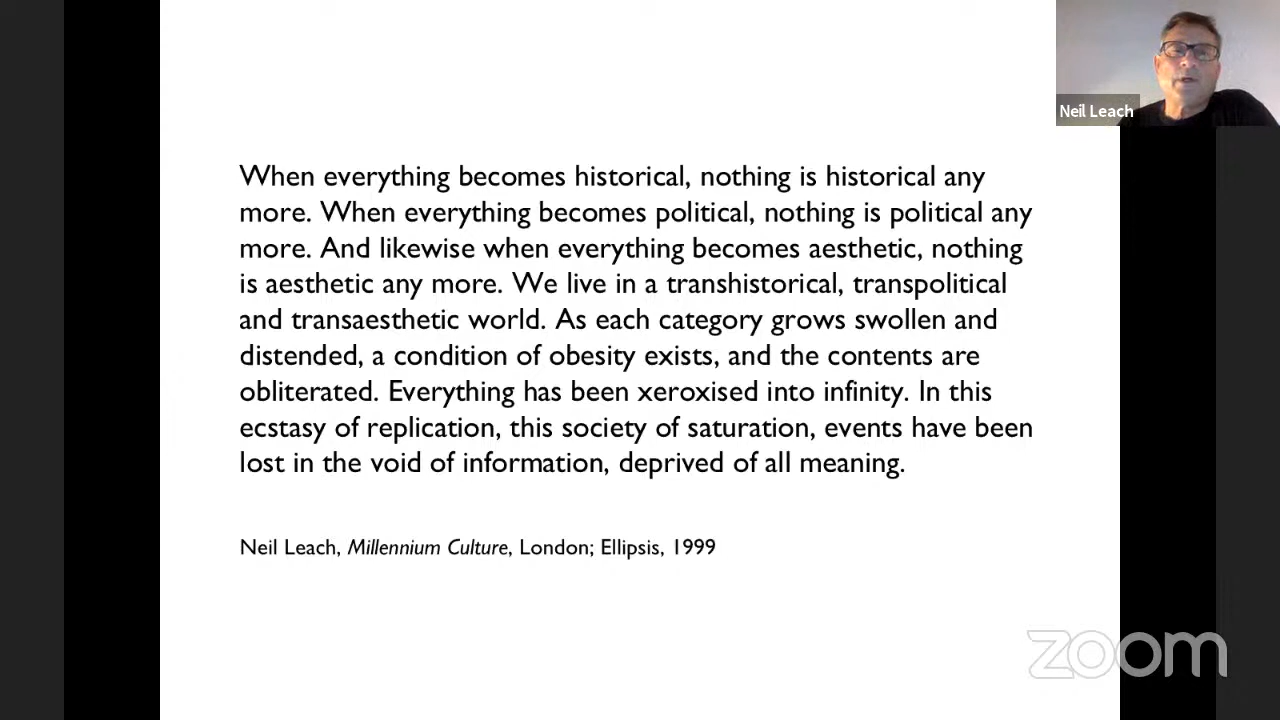 Neil Leach
When everything becomes historical, nothing is historical any
more. When everything becomes political, nothing is political any
more. And likewise when everything becomes aesthetic, nothing
is aesthetic any more. We live in a transhistorical, transpolitical
and transaesthetic world. As each category grows swollen and
distended, a condition of obesity exists, and the contents are
obliterated. Everything has been xeroxised into infinity. In this
ecstasy of replication, this society of saturation, events have been
lost in the void of information, deprived of all meaning.
Neil Leach, Millennium Culture, London; Ellipsis, 1999
zoom